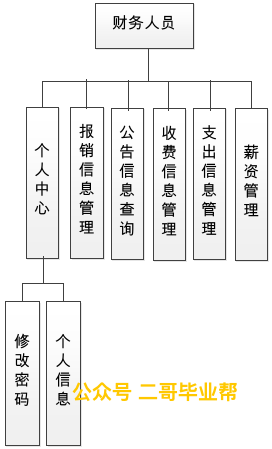 财务人员
个人中心
报销信息管理
公告信息查询
收费信息管理
支出信息管理
薪资管理
修改密码
个人信息
公众号 二哥毕业帮